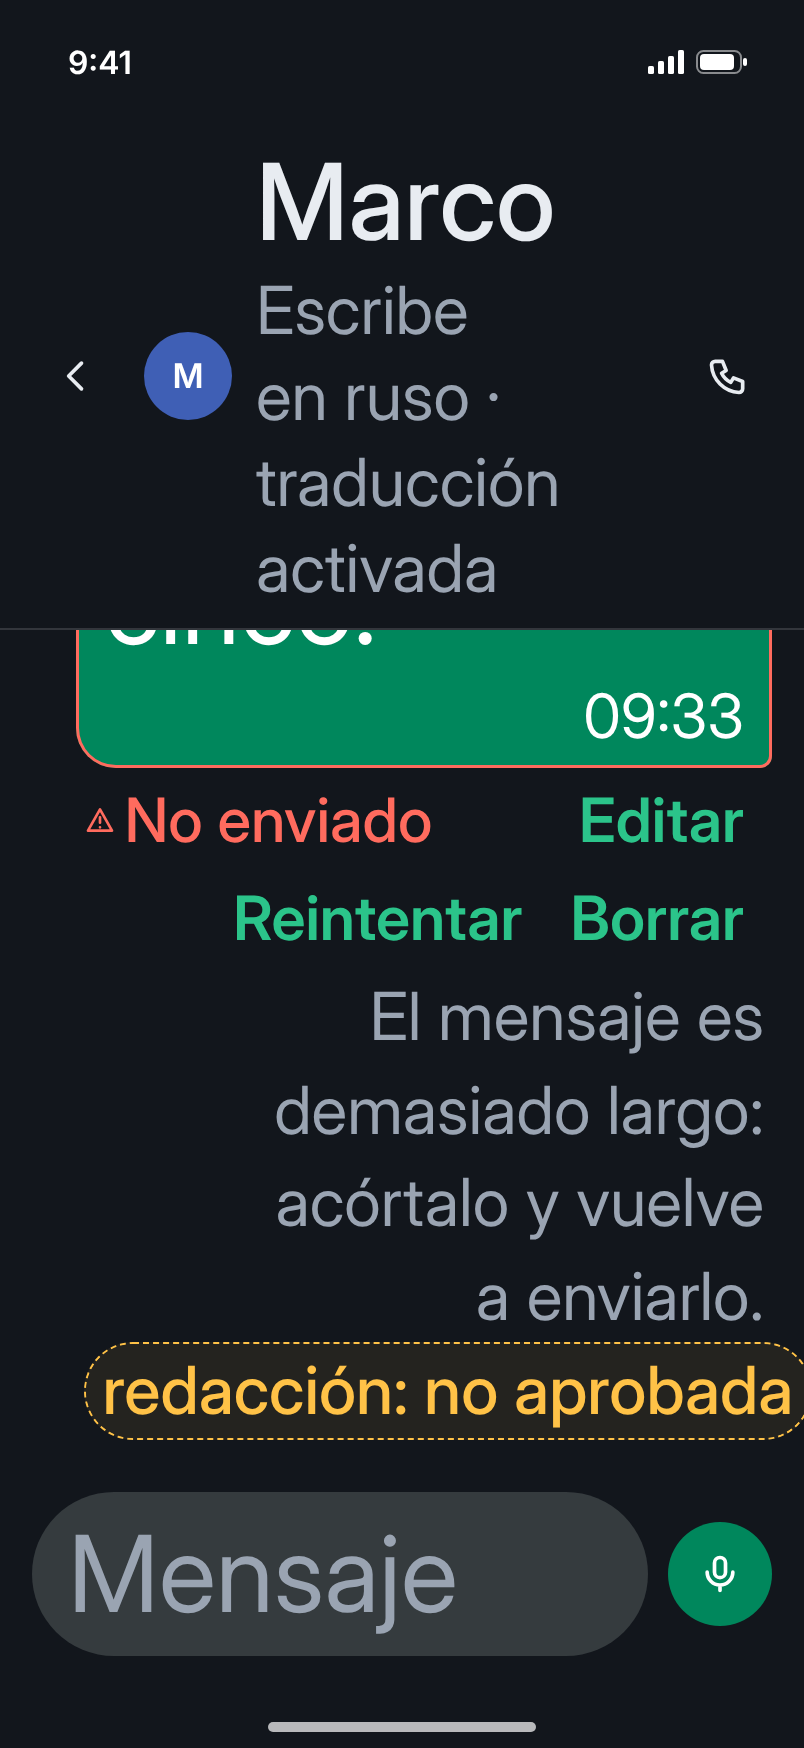 9:41
Marco
Escribe
en ruso ·
traducción
activada
M
09:33
No enviado
Editar
Reintentar
Borrar
El mensaje es
demasiado largo:
acórtalo y vuelve
a enviarlo.
redacción: no aprobada
Mensaje